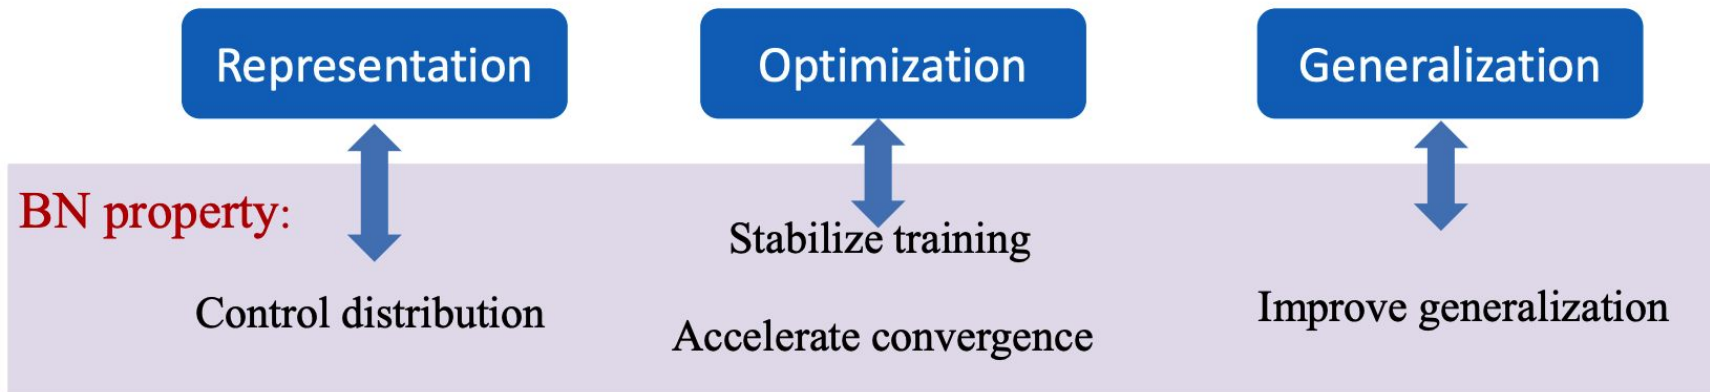 Representation
Optimization
Generalization
BN property:
Stabilize training
Control distribution
Improve generalization
Accelerate convergence